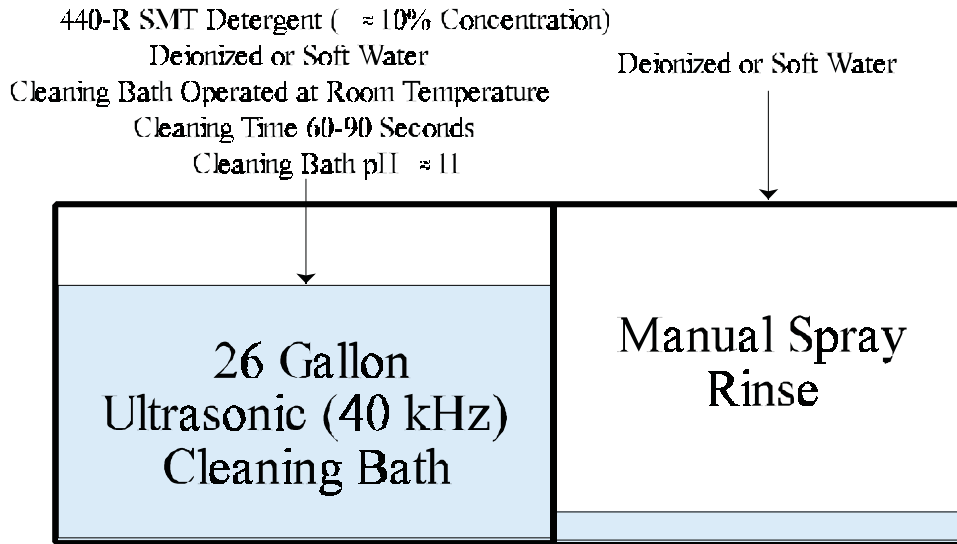 440-R SMT Detergent ( ≈10% Concentration)
Deionized or Soft Water
Cleaning Bath Operated at Room Temperature
Cleaning Time 60-90 Seconds
Cleaning Bath pH ≈ 11
Deionized or Soft Water
26 Gallon
Ultrasonic (40 kHz)
Cleaning Bath
Manual Spray
Rinse